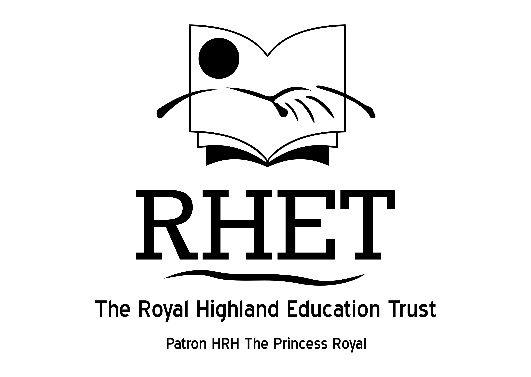 RHET
The Royal Highland Education Trust
Patron HRH The Princess Royal